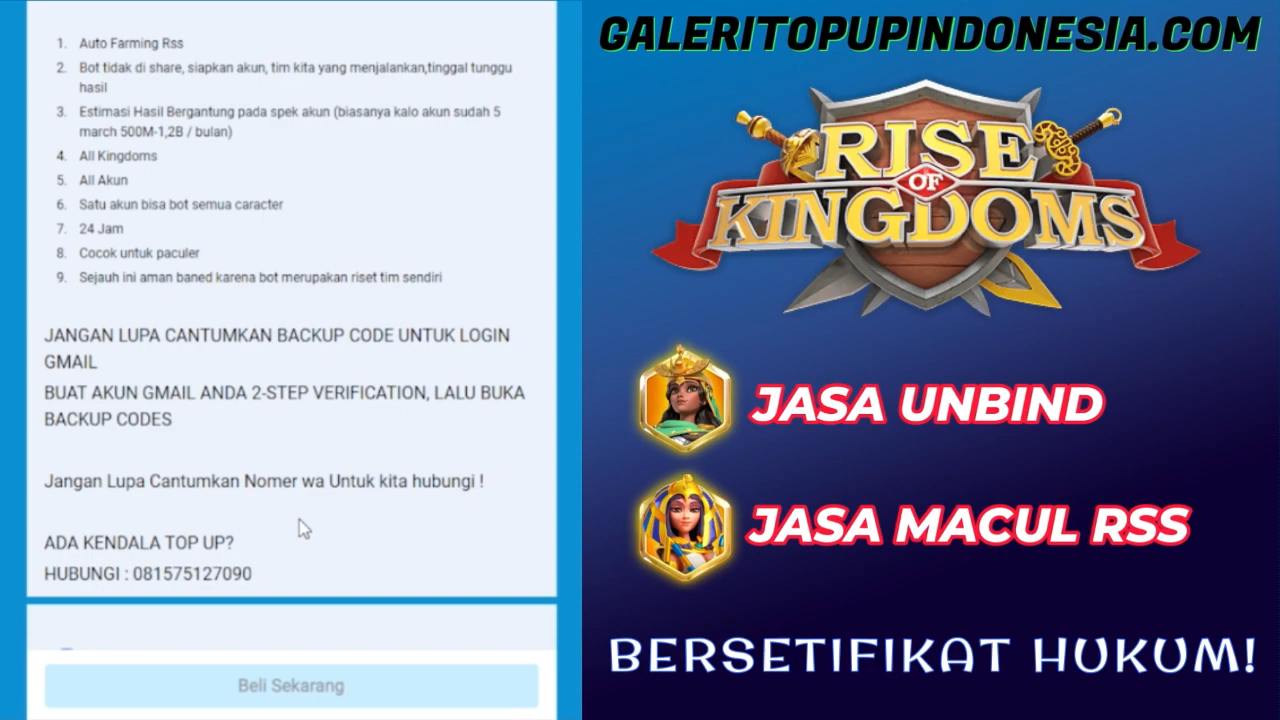 1. Auto Farming Rss
2. Bot tidak di share, siapkan akun, tim kita yang menjalankan,tinggal tunggu
hasil
3. Estimasi Hasil Bergantung pada spek akun (biasanya kalo akun sudah 5
march 500M-1,2B / bulan)
4. All Kingdoms
5. All Akun
6. Satu akun bisa bot semua caracter
7. 24 Jam
8. Cocok untuk paculer
9. Sejauh ini aman baned karena bot merupakan riset tim sendiri
JANGAN LUPA CANTUMKAN BACKUP CODE UNTUK LOGIN
GMAIL
BUAT AKUN GMAIL ANDA 2-STEP VERIFICATION, LALU BUKA
BACKUP CODES
Jangan Lupa Cantumkan Nomer wa Untuk kita hubungi !
ADA KENDALA TOP UP?
HUBUNGI : 081575127090
Beli Sekarang
GALERITOPUPINDONESIA.COM
RISE
OF
KINGDOMS
JASA UNBIND
JASA MACUL RSS
BERSETIFIKAT HUKUM!